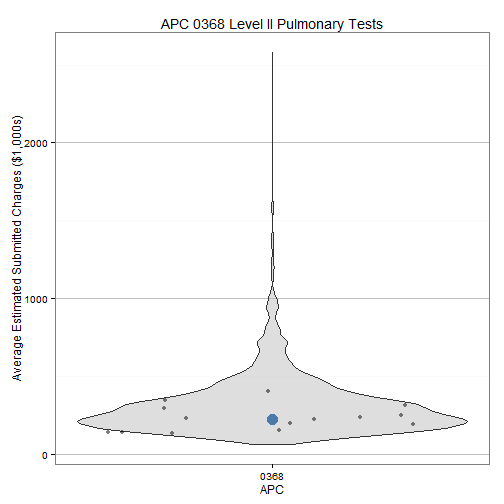 APC 0368 Level II Pulmonary Tests
Average Estimated Submitted Charges ($1,000s)
2000
1000
0
0368
APC